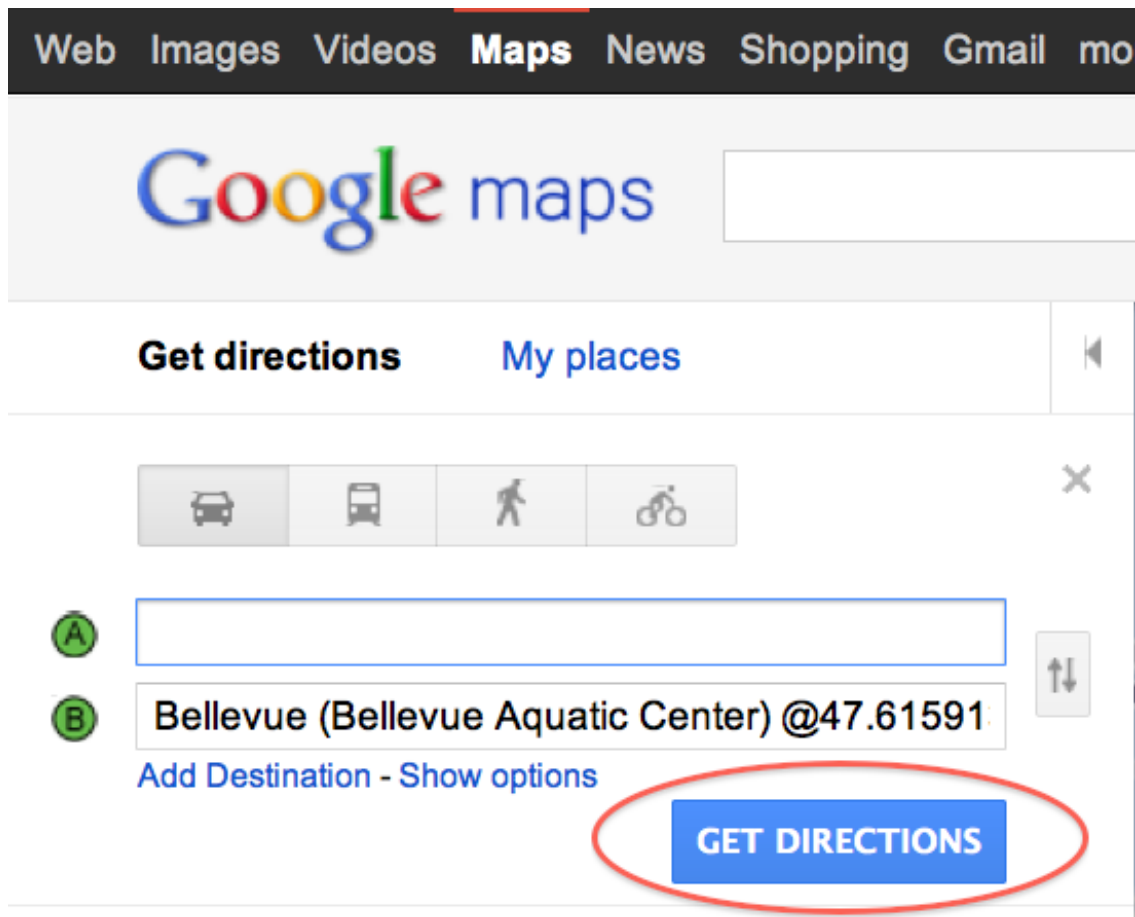 Web Images Videos Maps News Shopping Gmail mo
Google maps
Get directions My places
A
B Bellevue (Bellevue Aquatic Center) @47.61591
Add Destination - Show options
GET DIRECTIONS